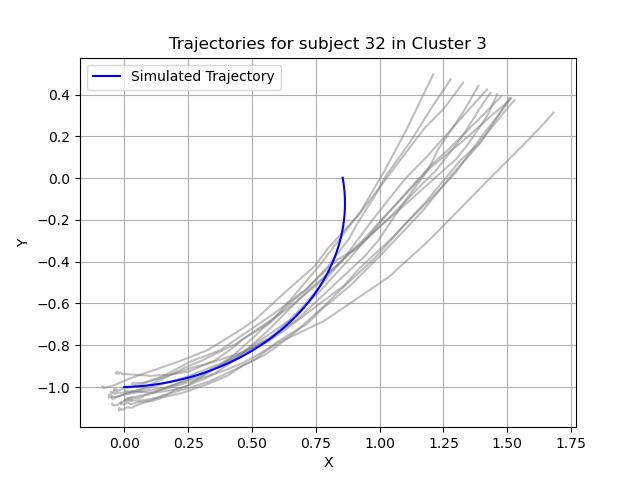 Trajectories for subject 32 in Cluster 3
Simulated Trajectory
0.4
0.2
0.0
−0.2
−0.4
−0.6
−0.8
−1.0
Y
0.00 0.25 0.50 0.75 1.00 1.25 1.50 1.75
X